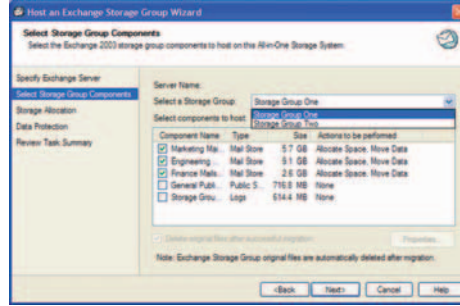 Host an Exchange Storage Group Wizard
Select Storage Group Components
Select the Exchange 2003 storage group components to host on this All-in-One Storage System:
Specify Exchange Server
Select Storage Group Components
Storage Allocation
Data Protection
Review Task Summary
Server Name:
Select a Storage Group: Storage Group One
Storage Group One
Storage Group Two
Select components to host:
Component Name Type Size Actions to be performed
Marketing Mai... Mail Store 5.7 GB Allocate Space, Move Data
Engineering ... Mail Store 9.1 GB Allocate Space, Move Data
Finance Mails... Mail Store 2.6 GB Allocate Space, Move Data
General Publ... Public S... 716.8 MB None
Storage Grou... Logs 614.4 MB None
Delete original files after successful migration.
Properties...
Note: Exchange Storage Group original files are automatically deleted after migration.
<Back Next> Cancel Help